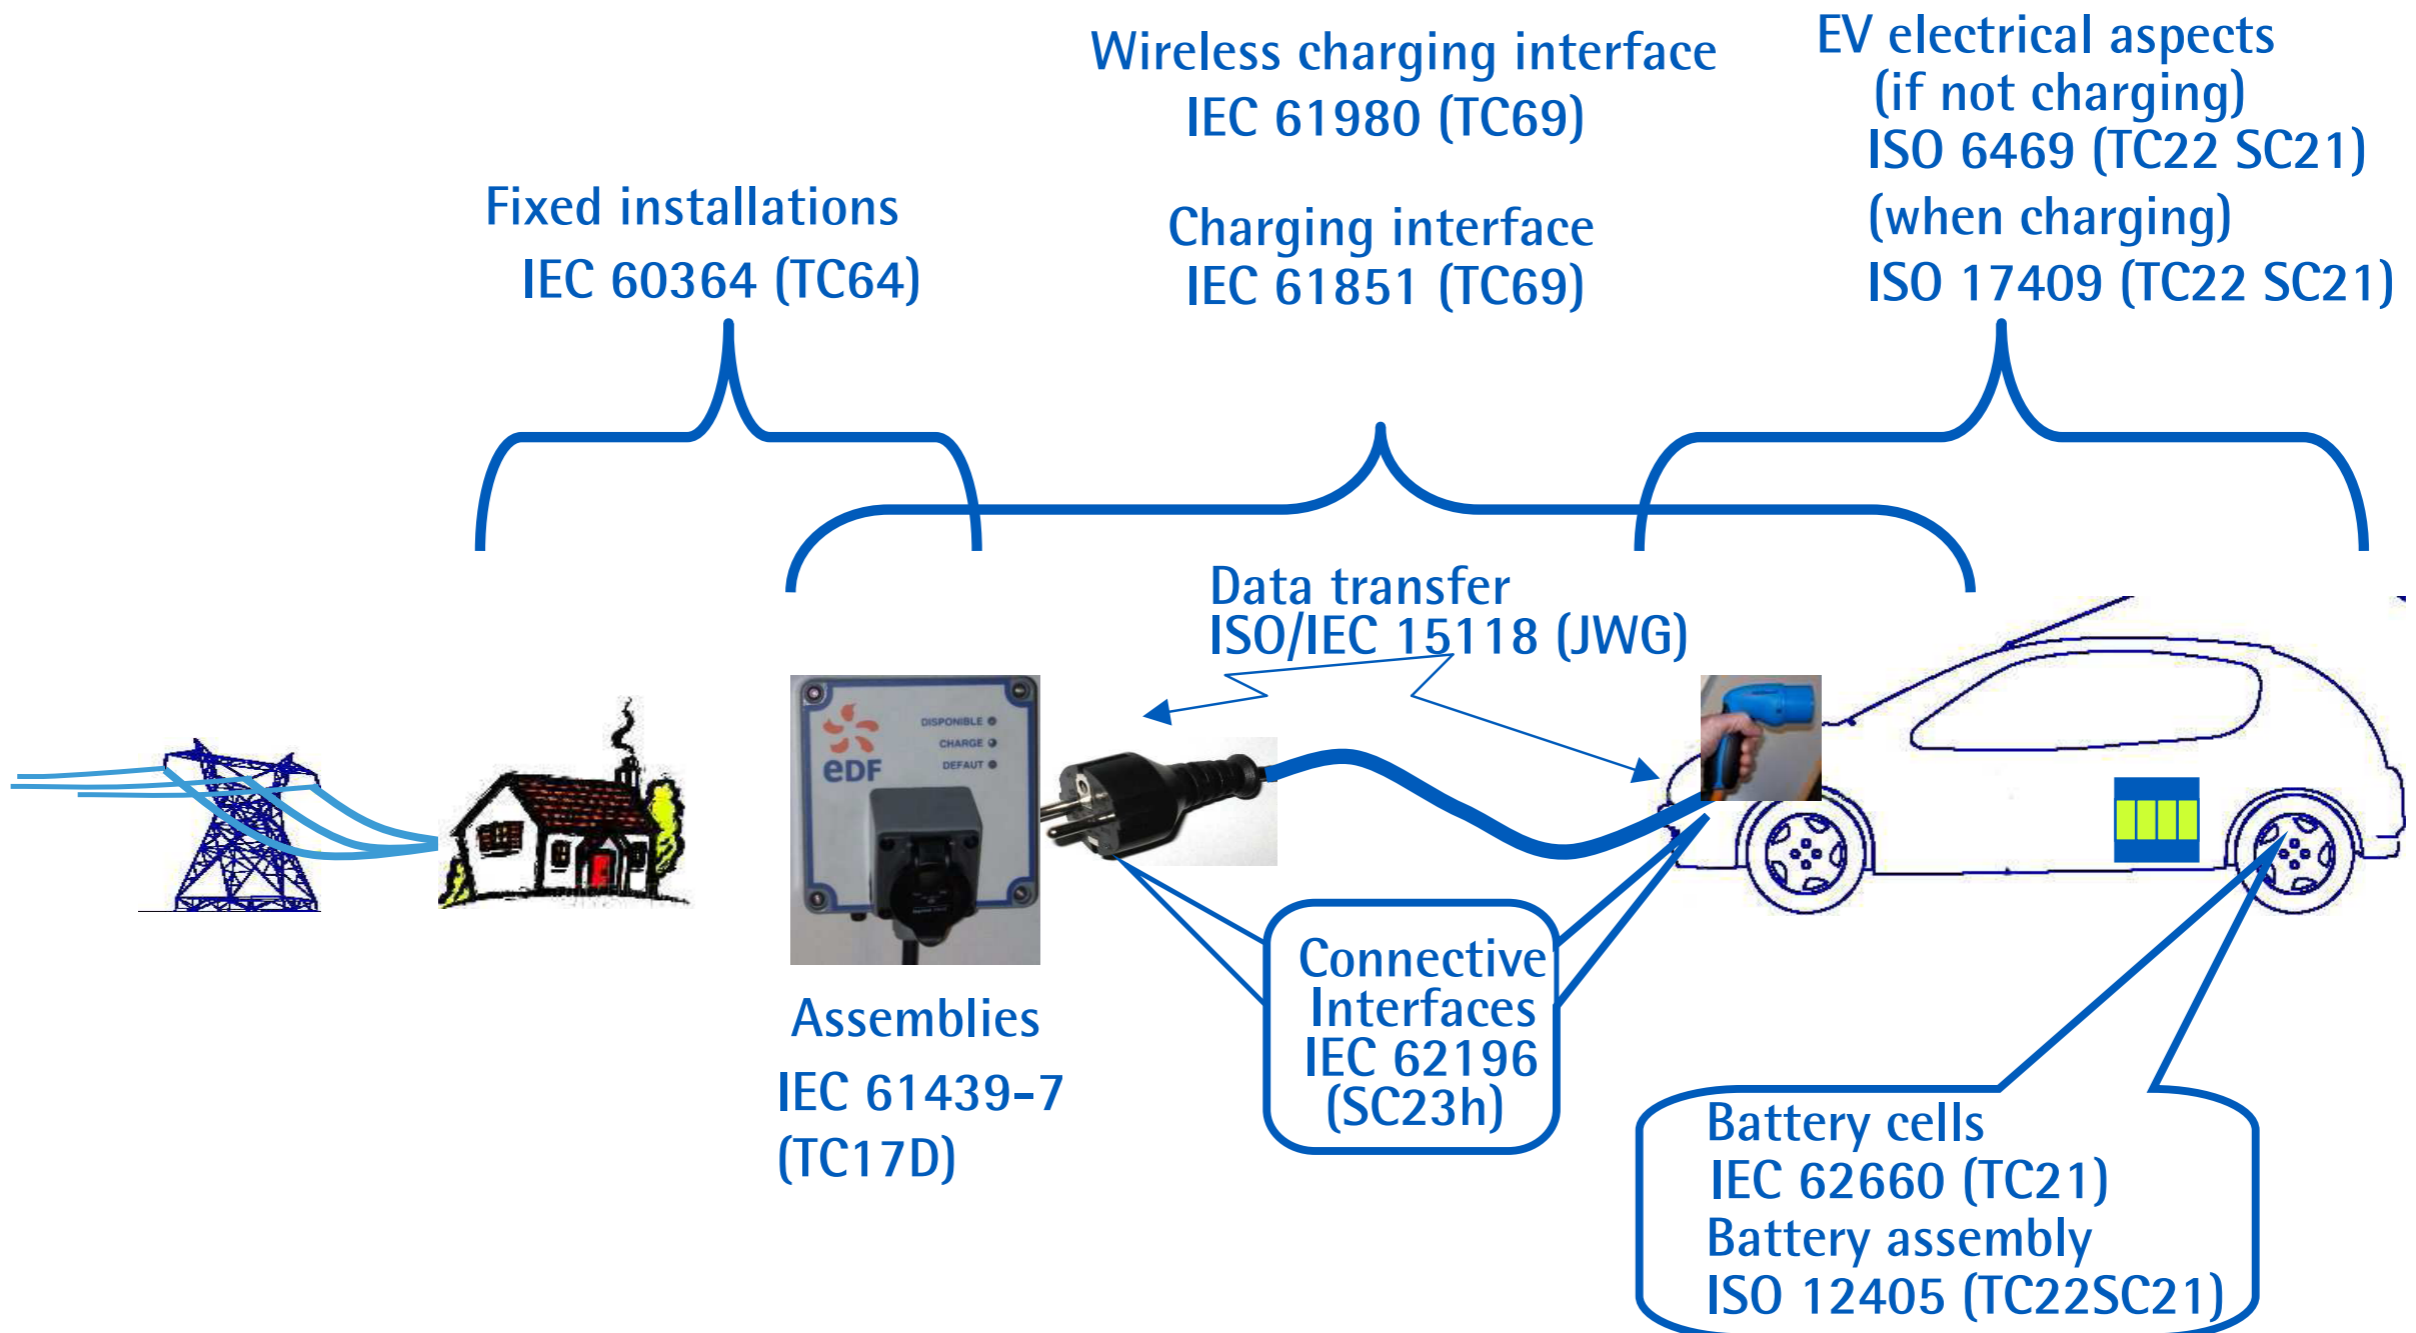 Wireless charging interface
IEC 61980 (TC69)
Charging interface
IEC 61851 (TC69)
EV electrical aspects
(if not charging)
ISO 6469 (TC22 SC21)
(when charging)
ISO 17409 (TC22 SC21)
Fixed installations
IEC 60364 (TC64)
Data transfer
ISO/IEC 15118 (JWG)
DISPONIBLE
CHARGE
DEFAUT
eDF
Assemblies
IEC 61439-7
(TC17D)
Connective
Interfaces
IEC 62196
(SC23h)
Battery cells
IEC 62660 (TC21)
Battery assembly
ISO 12405 (TC22SC21)